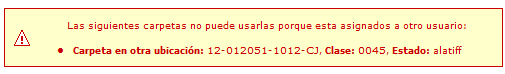 Las siguientes carpetas no puede usarlas porque esta asignados a otro usuario:
Carpeta en otra ubicación: 12-012051-1012-CJ, Clase: 0045, Estado: alatiff